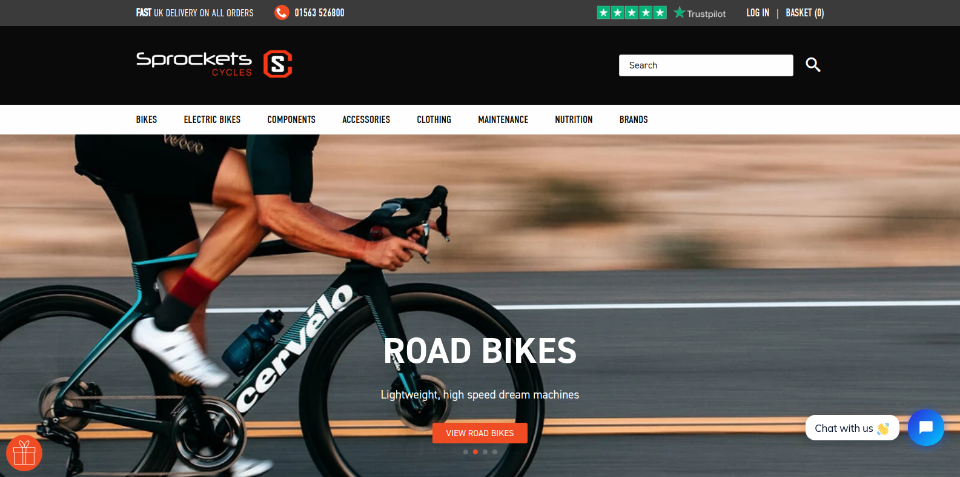 FAST UK DELIVERY ON ALL ORDERS
01563 526800
Trustpilot
LOG IN | BASKET (0)
Sprockets
CYCLES
S
Search
BIKES ELECTRIC BIKES COMPONENTS ACCESSORIES CLOTHING MAINTENANCE NUTRITION BRANDS
veloce
cervélo
ROAD BIKES
Lightweight, high speed dream machines
VIEW ROAD BIKES
Chat with us 👋